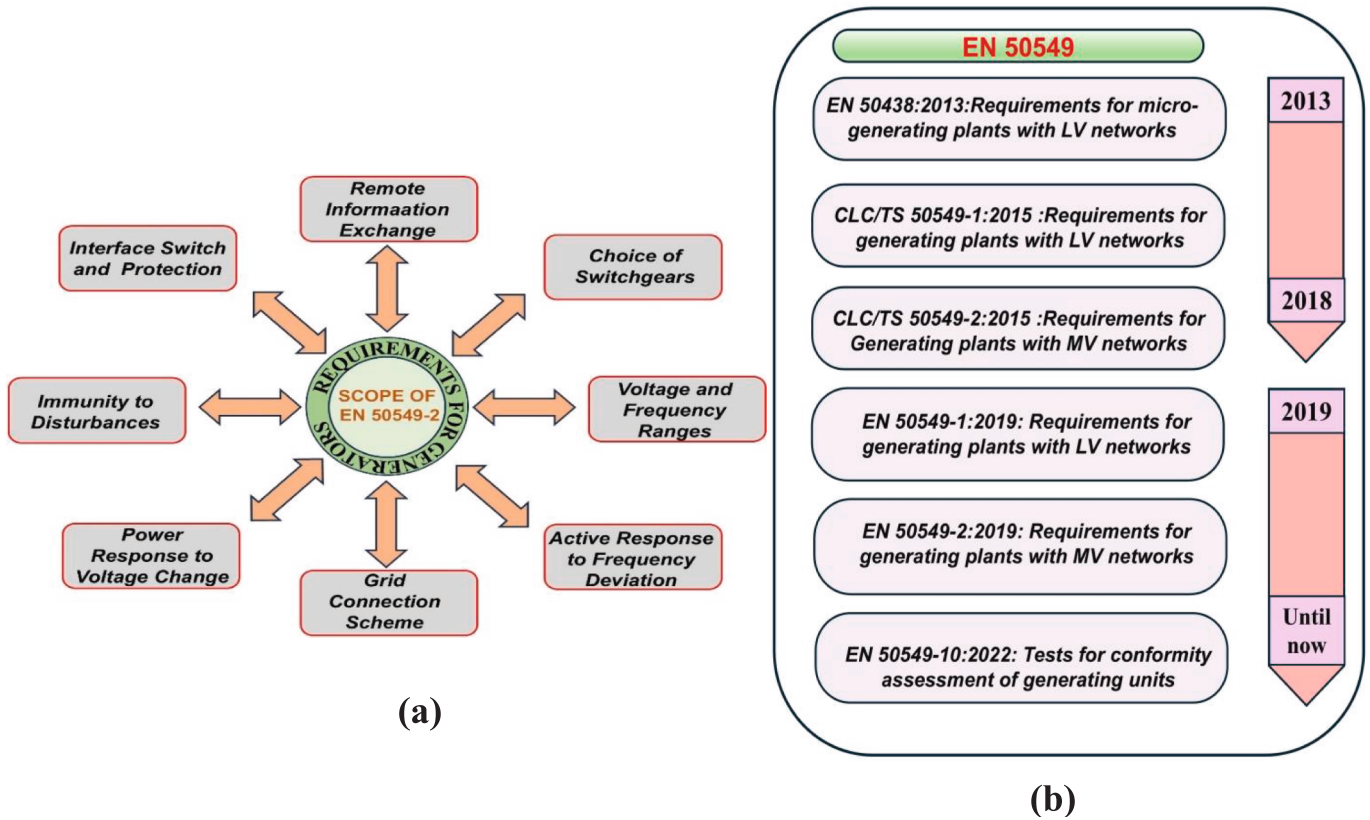 Remote
Informaation
Exchange
Interface Switch
and Protection
Choice of
Switchgears
Immunity to
Disturbances
REQUIREMENTS FOR GENERATORS
SCOPE OF
EN 50549-2
Voltage and
Frequency
Ranges
Power
Response to
Voltage Change
Grid
Connection
Scheme
Active Response
to Frequency
Deviation
(a)
EN 50549
EN 50438:2013:Requirements for micro-
generating plants with LV networks
CLC/TS 50549-1:2015 :Requirements for
generating plants with LV networks
CLC/TS 50549-2:2015 :Requirements for
Generating plants with MV networks
EN 50549-1:2019: Requirements for
generating plants with LV networks
EN 50549-2:2019: Requirements for
generating plants with MV networks
EN 50549-10:2022: Tests for conformity
assessment of generating units
2013
2018
2019
Until
now
(b)